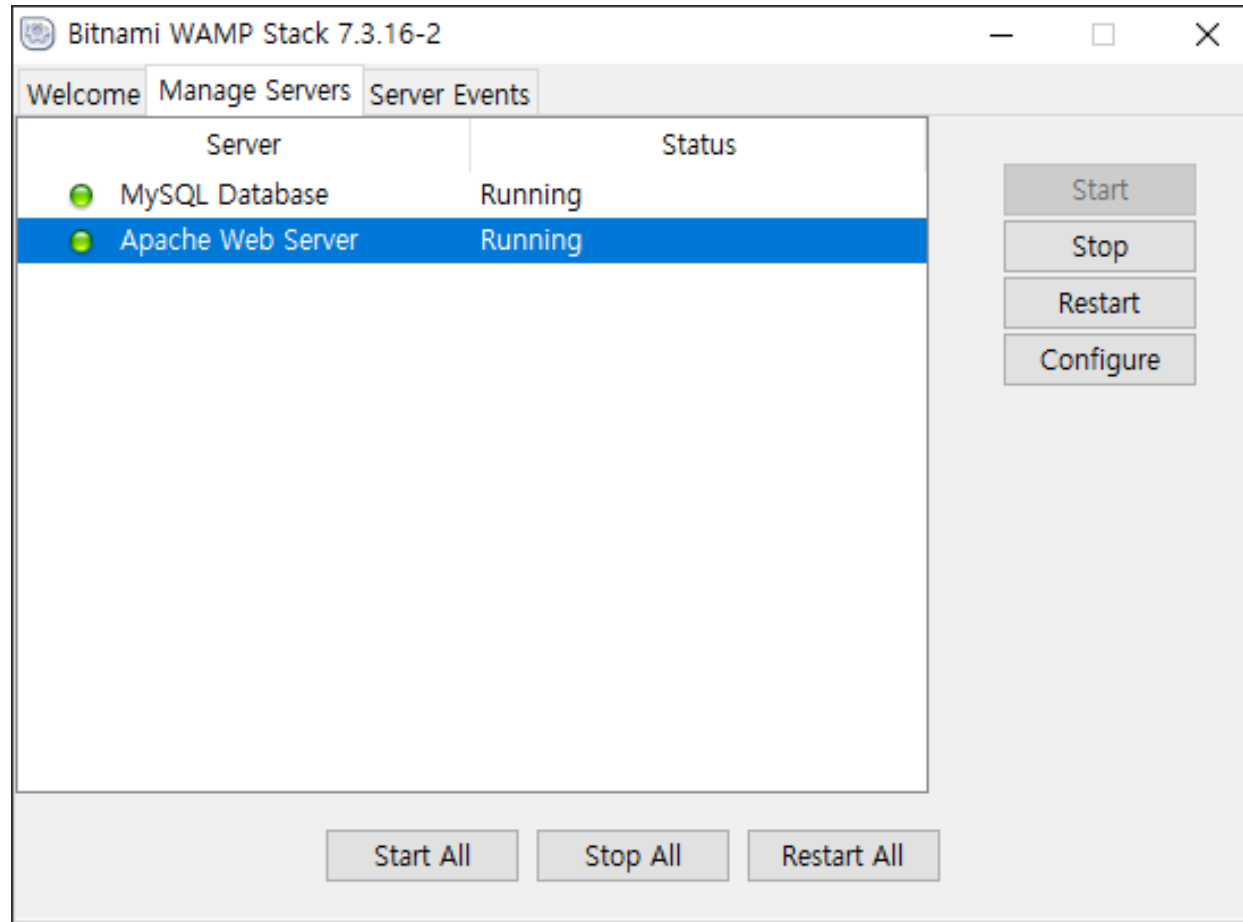 Bitnami WAMP Stack 7.3.16-2
Welcome Manage Servers Server Events
Server Status
MySQL Database Running
Apache Web Server Running
Start
Stop
Restart
Configure
Start All Stop All Restart All